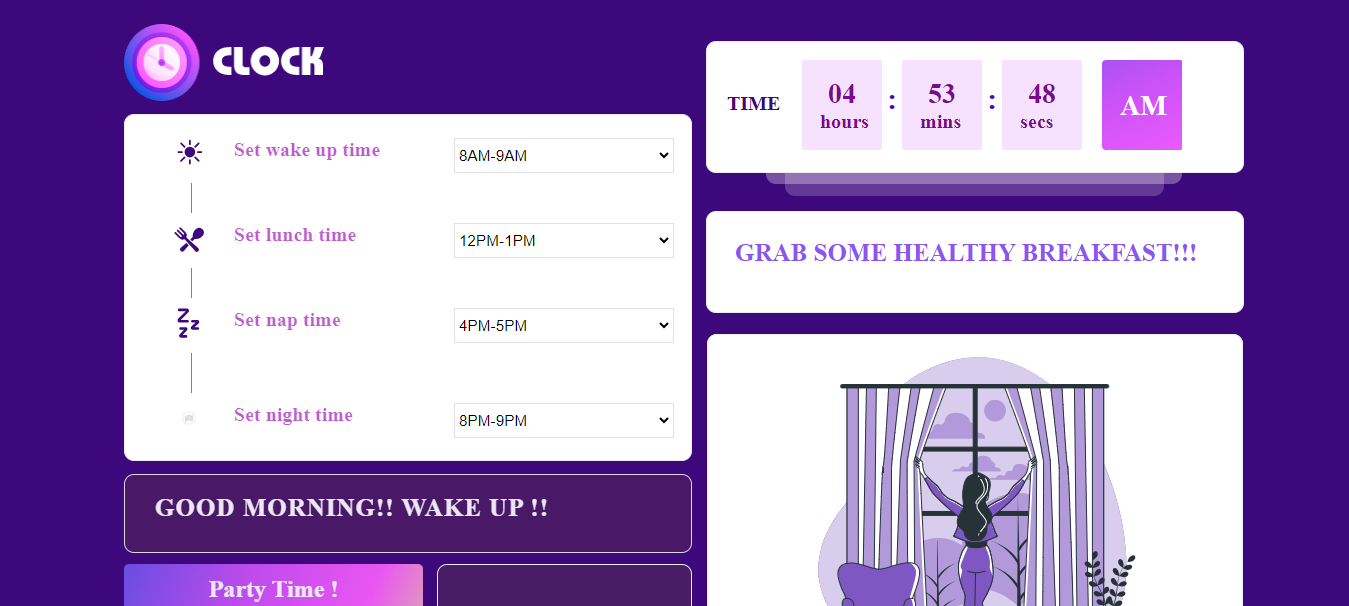 CLOCK
Set wake up time
8AM-9AM
Set lunch time
12PM-1PM
Set nap time
4PM-5PM
Set night time
8PM-9PM
GOOD MORNING!! WAKE UP !!
Party Time !
TIME
04 : 53 : 48 AM
hours mins secs
GRAB SOME HEALTHY BREAKFAST!!!